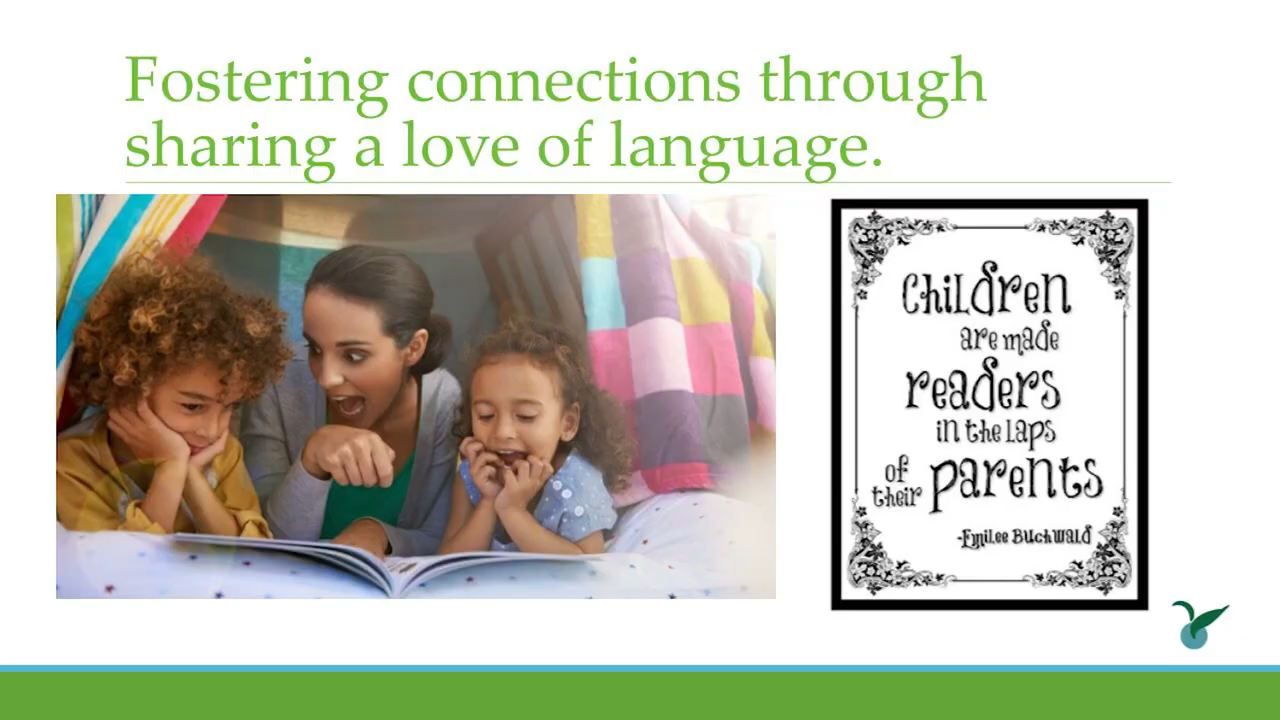 Fostering connections through
sharing a love of language.
Children
are made
readers
in the laps
of
their parents
-Emilee Buchwald